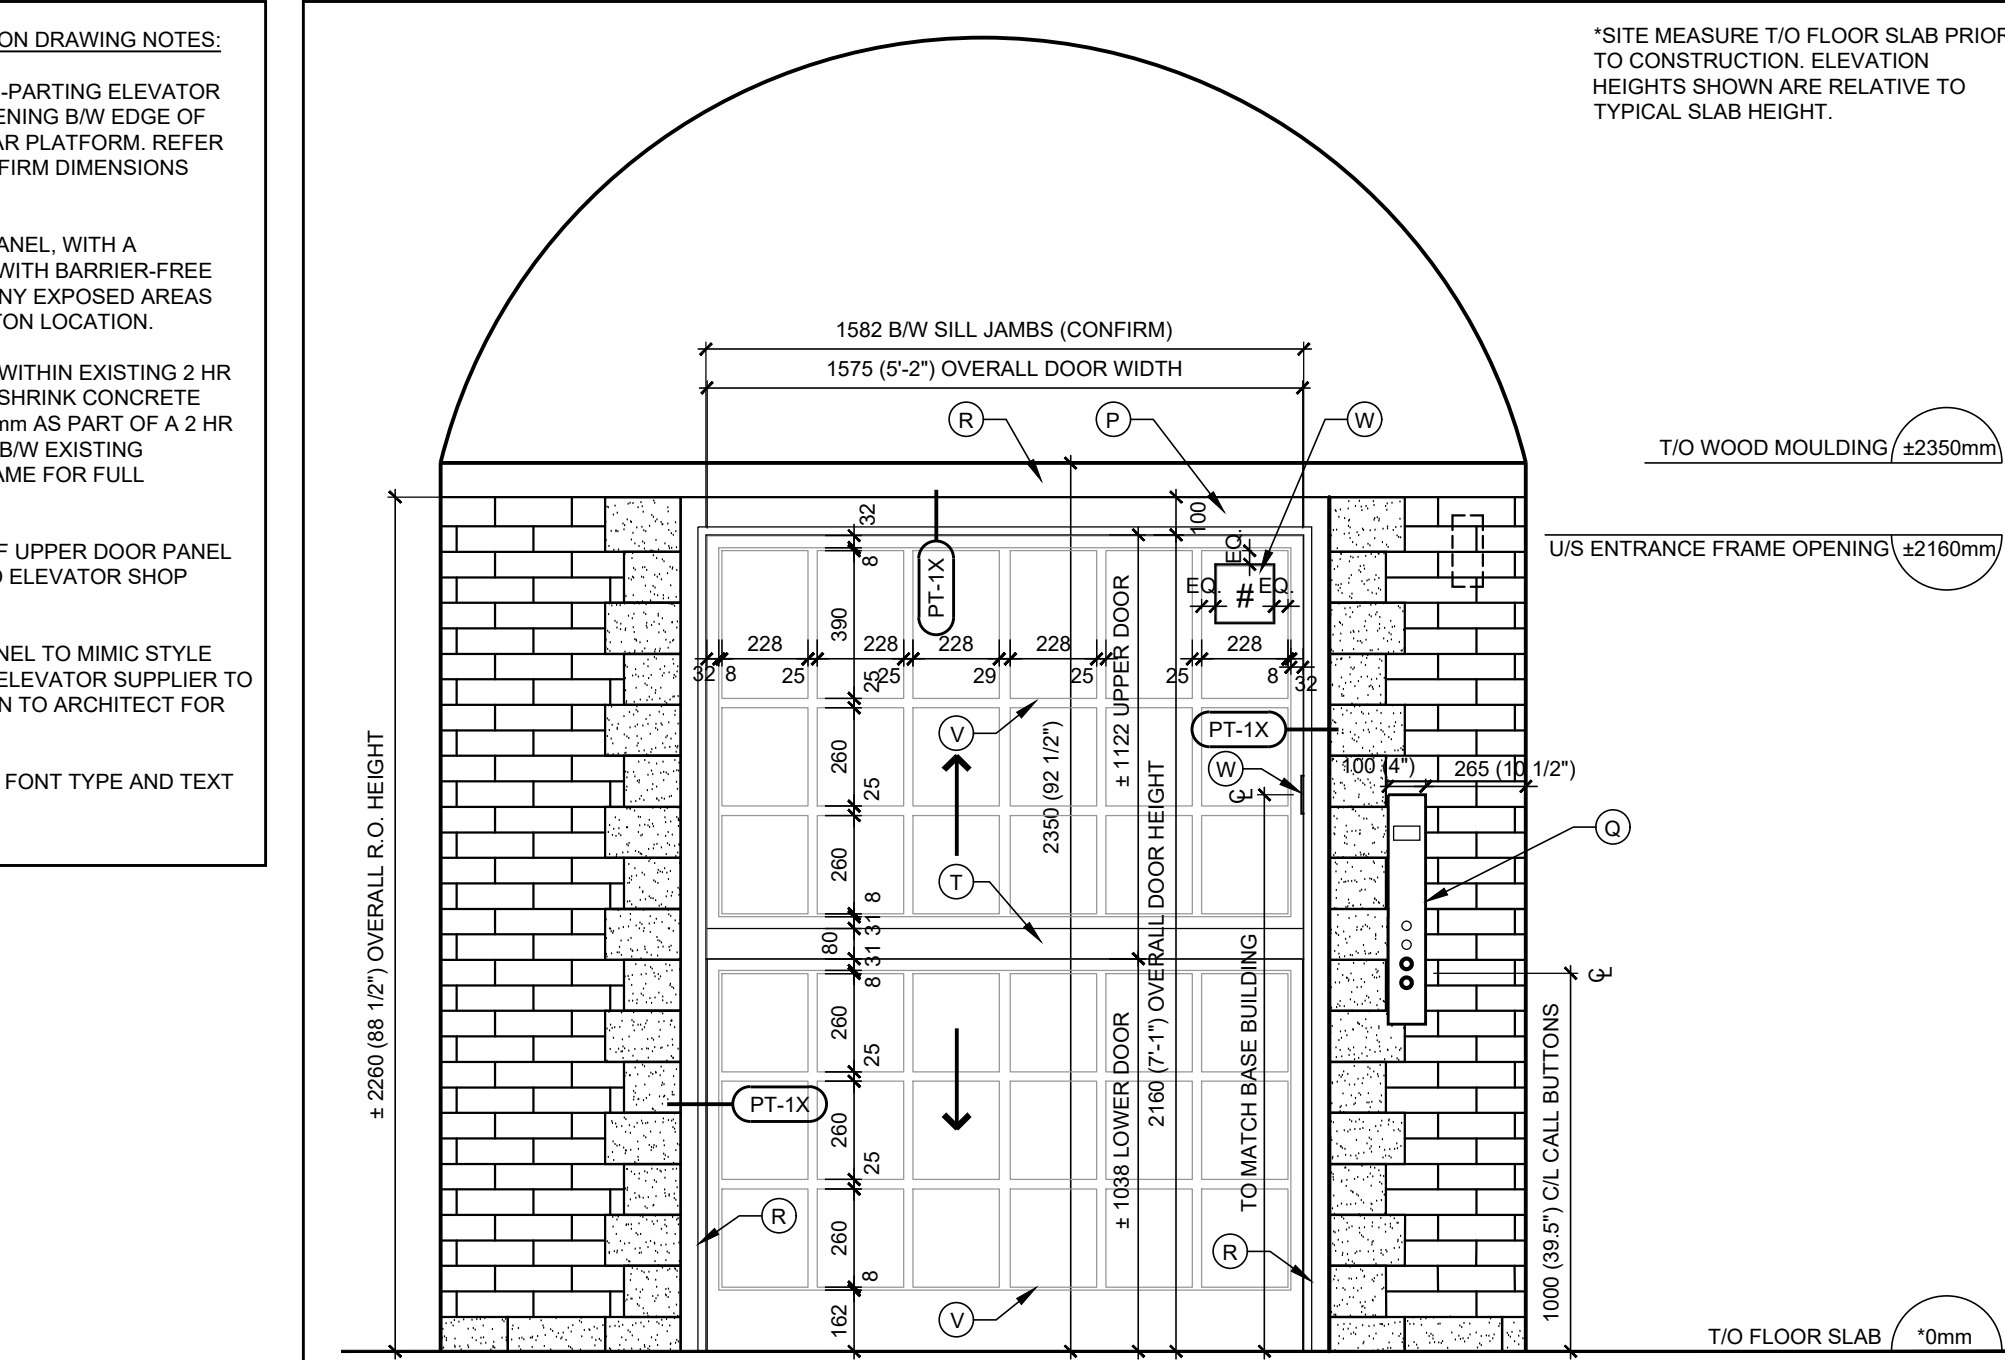 ON DRAWING NOTES:
-PARTING ELEVATOR
ENING B/W EDGE OF
AR PLATFORM. REFER
FIRM DIMENSIONS
ANEL, WITH A
WITH BARRIER-FREE
NY EXPOSED AREAS
TON LOCATION.
WITHIN EXISTING 2 HR
SHRINK CONCRETE
mm AS PART OF A 2 HR
B/W EXISTING
AME FOR FULL
F UPPER DOOR PANEL
O ELEVATOR SHOP
NEL TO MIMIC STYLE
ELEVATOR SUPPLIER TO
N TO ARCHITECT FOR
FONT TYPE AND TEXT
*SITE MEASURE T/O FLOOR SLAB PRIOR
TO CONSTRUCTION. ELEVATION
HEIGHTS SHOWN ARE RELATIVE TO
TYPICAL SLAB HEIGHT.
1582 B/W SILL JAMBS (CONFIRM)
1575 (5'-2") OVERALL DOOR WIDTH
R
P
W
T/O WOOD MOULDING ±2350mm
U/S ENTRANCE FRAME OPENING ±2160mm
32
8
390
25
260
25
260
8
31
80
31
8
260
25
260
25
260
8
162
PT-1X
100
EQ.
EQ. # EQ.
228 228 228 228 228
32 8 25 25 29 25 25 8 32
V
PT-1X
W
CL
T
± 1122 UPPER DOOR
2350 (92 1/2")
2160 (7'-1") OVERALL DOOR HEIGHT
± 1038 LOWER DOOR
TO MATCH BASE BUILDING
± 2260 (88 1/2") OVERALL R.O. HEIGHT
100 (4") 265 (10 1/2")
Q
CL
1000 (39.5") C/L CALL BUTTONS
PT-1X
R
R
V
T/O FLOOR SLAB *0mm